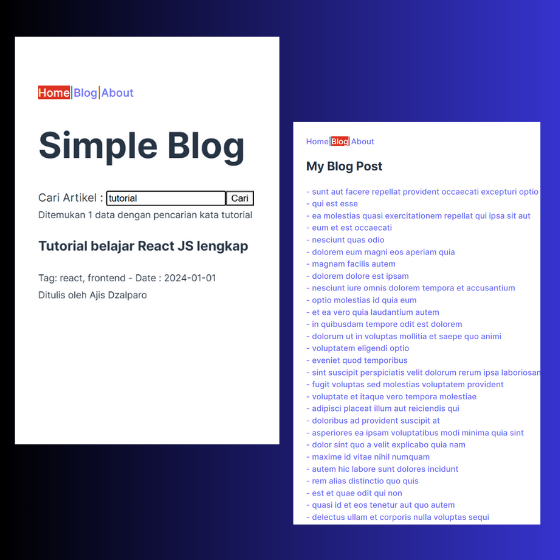 Home|Blog|About
Simple Blog
Cari Artikel : tutorial Cari
Ditemukan 1 data dengan pencarian kata tutorial
Tutorial belajar React JS lengkap
Tag: react, frontend - Date : 2024-01-01
Ditulis oleh Ajis Dzalparo
Home|Blog|About
My Blog Post
- sunt aut facere repellat provident occaecati excepturi optio
- qui est esse
- ea molestias quasi exercitationem repellat qui ipsa sit aut
- eum et est occaecati
- nesciunt quas odio
- dolorem eum magni eos aperiam quia
- magnam facilis autem
- dolorem dolore est ipsam
- nesciunt iure omnis dolorem tempora et accusantium
- optio molestias id quia eum
- et ea vero quia laudantium autem
- in quibusdam tempore odit est dolorem
- dolorum ut in voluptas mollitia et saepe quo animi
- voluptatem eligendi optio
- eveniet quod temporibus
- sint suscipit perspiciatis velit dolorum rerum ipsa laboriosam
- fugit voluptas sed molestias voluptatem provident
- voluptate et itaque vero tempora molestiae
- adipisci placeat illum aut reiciendis qui
- doloribus ad provident suscipit at
- asperiores ea ipsam voluptatibus modi minima quia sint
- dolor sint quo a velit explicabo quia nam
- maxime id vitae nihil numquam
- autem hic labore sunt dolores incidunt
- rem alias distinctio quo quis
- est et quae odit qui non
- quasi id et eos tenetur aut quo autem
- delectus ullam et corporis nulla voluptas sequi